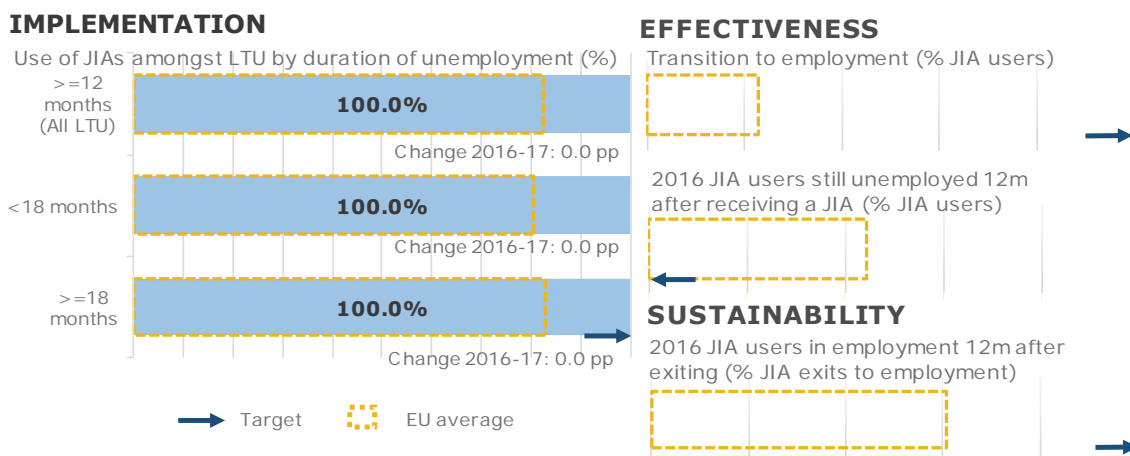 IMPLEMENTATION
Use of JIAs amongst LTU by duration of unemployment (%)
>=12
months
(All LTU)
100.0%
Change 2016-17: 0.0 pp
<18 months
100.0%
Change 2016-17: 0.0 pp
>=18
months
100.0%
Change 2016-17: 0.0 pp
Target
EU average
EFFECTIVENESS
Transition to employment (% JIA users)
2016 JIA users still unemployed 12m
after receiving a JIA (% JIA users)
SUSTAINABILITY
2016 JIA users in employment 12m after
exiting (% JIA exits to employment)